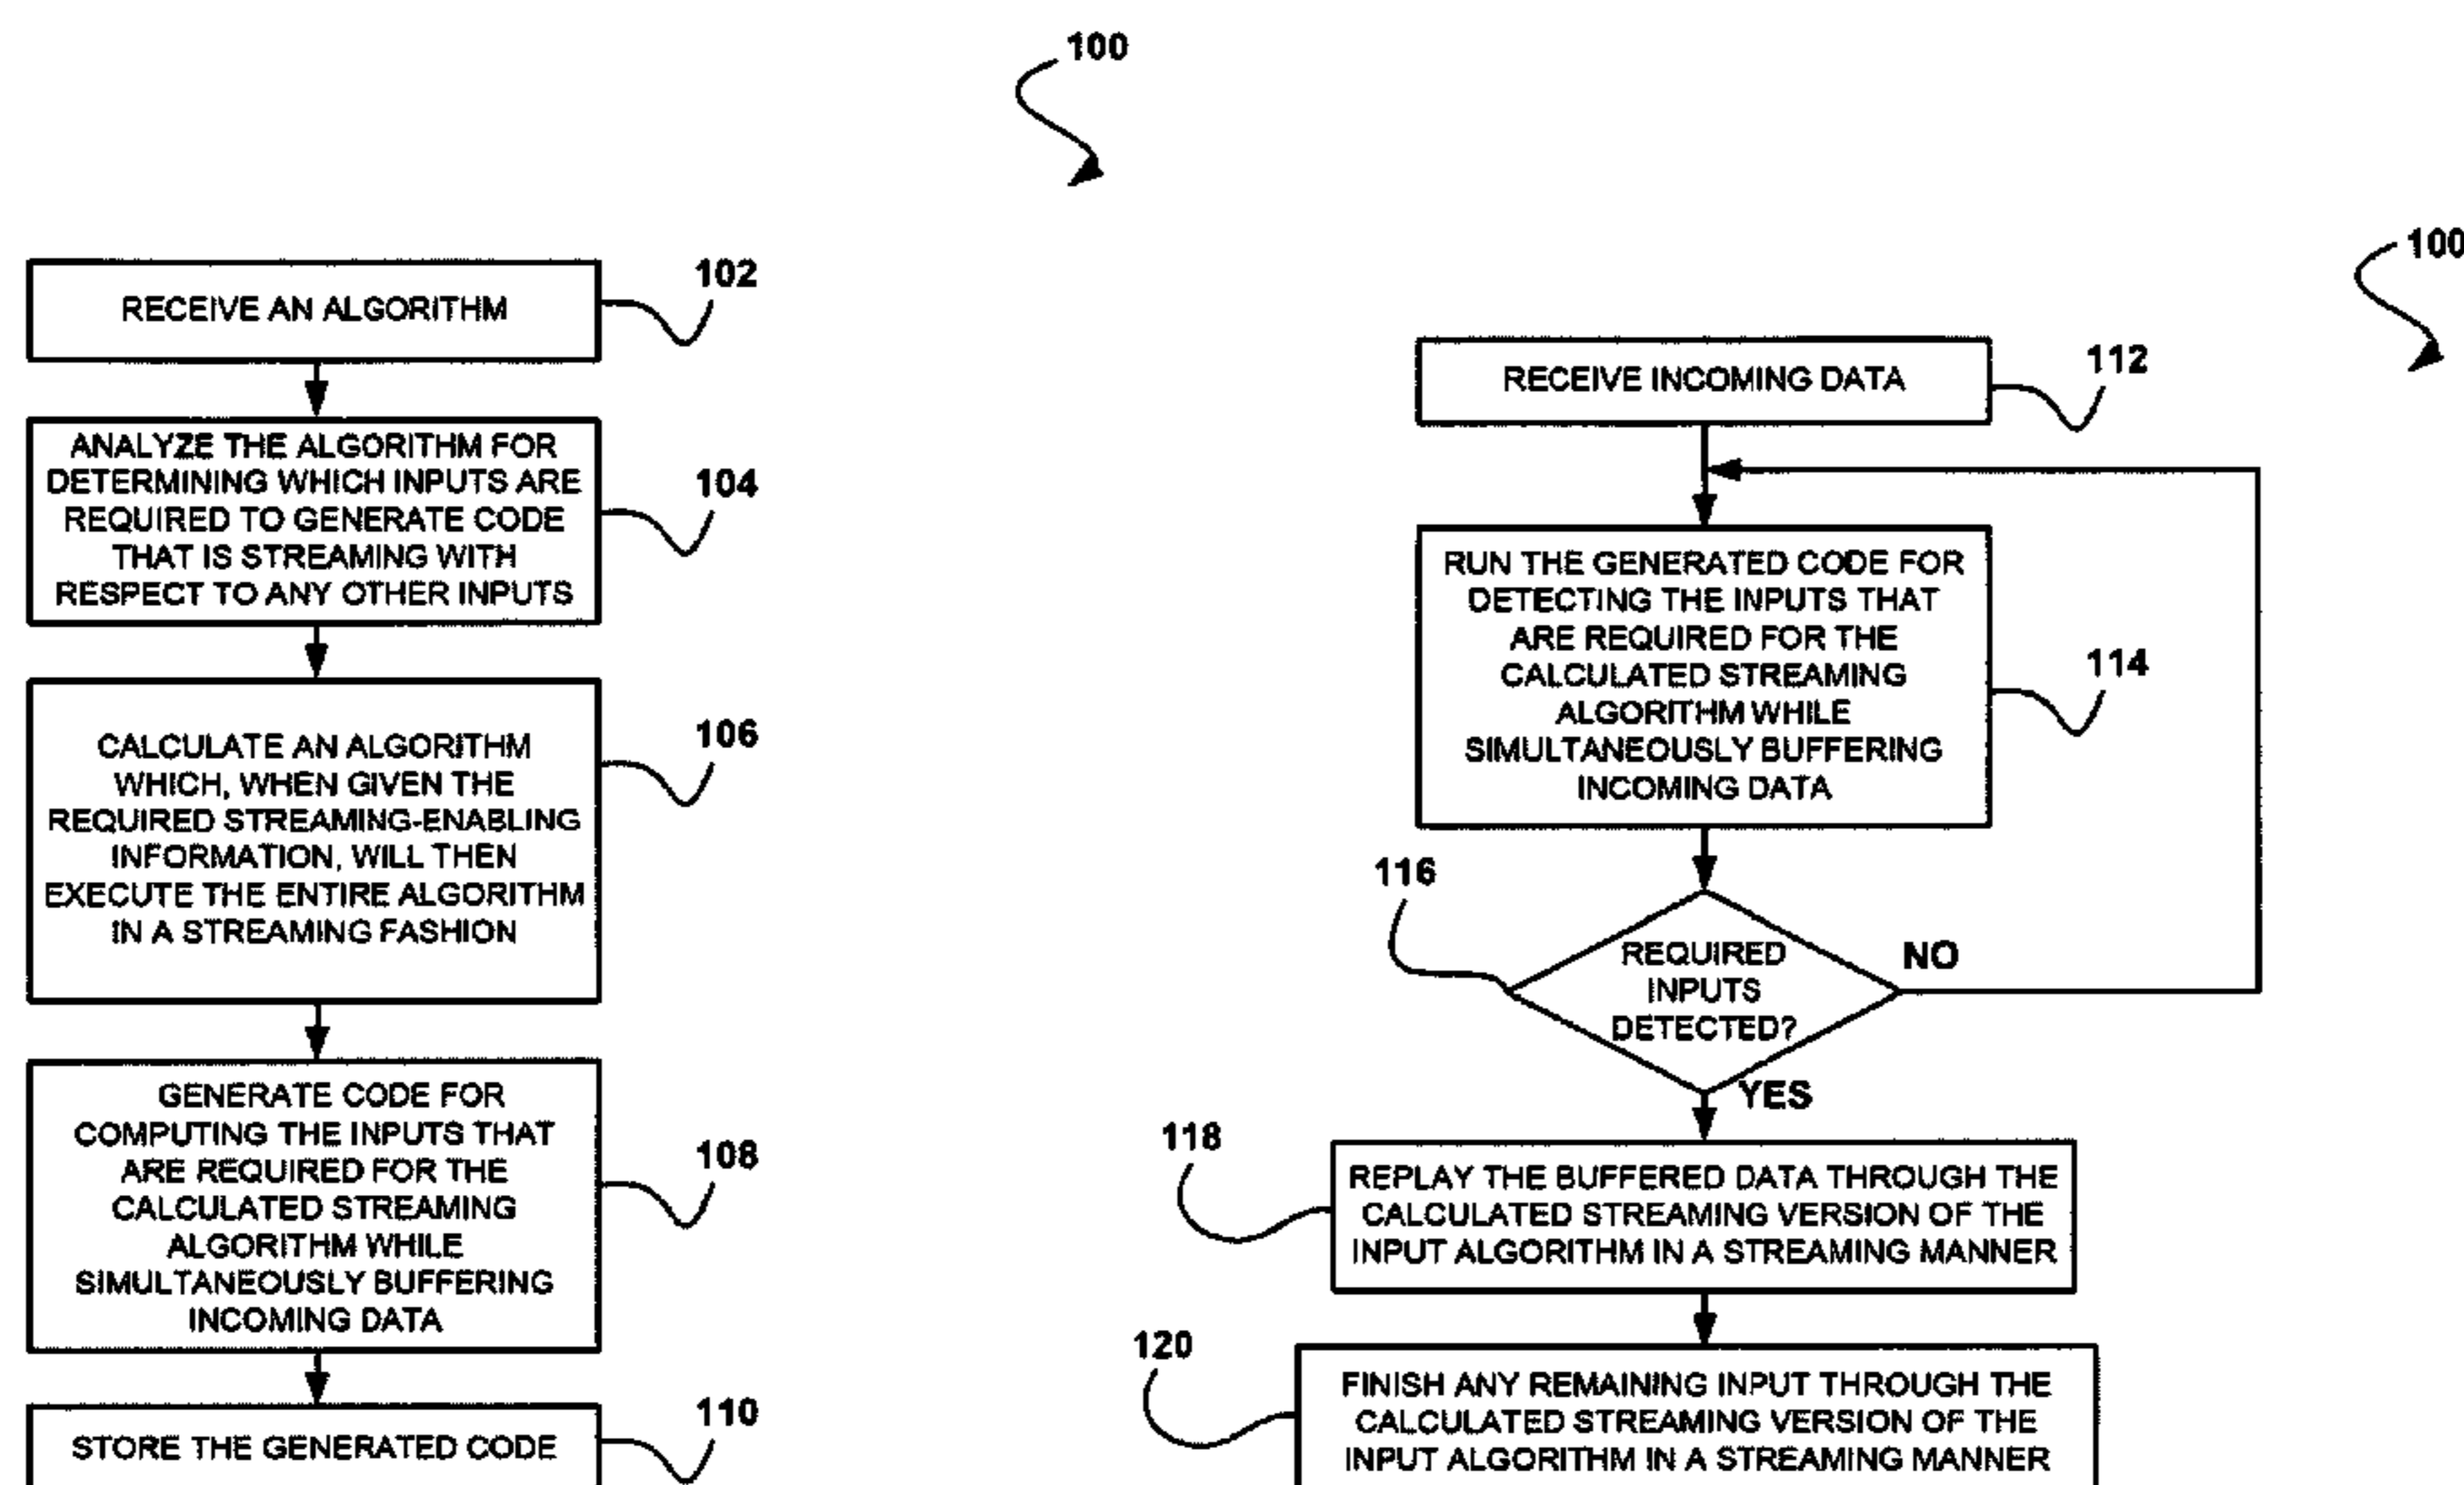 100
RECEIVE AN ALGORITHM
102
ANALYZE THE ALGORITHM FOR
DETERMINING WHICH INPUTS ARE
REQUIRED TO GENERATE CODE
THAT IS STREAMING WITH
RESPECT TO ANY OTHER INPUTS
104
CALCULATE AN ALGORITHM
WHICH, WHEN GIVEN THE
REQUIRED STREAMING-ENABLING
INFORMATION, WILL THEN
EXECUTE THE ENTIRE ALGORITHM
IN A STREAMING FASHION
106
GENERATE CODE FOR
COMPUTING THE INPUTS THAT
ARE REQUIRED FOR THE
CALCULATED STREAMING
ALGORITHM WHILE
SIMULTANEOUSLY BUFFERING
INCOMING DATA
108
STORE THE GENERATED CODE
110
100
RECEIVE INCOMING DATA
112
RUN THE GENERATED CODE FOR
DETECTING THE INPUTS THAT
ARE REQUIRED FOR THE
CALCULATED STREAMING
ALGORITHM WHILE
SIMULTANEOUSLY BUFFERING
INCOMING DATA
114
116
REQUIRED
INPUTS
DETECTED?
NO
YES
118
REPLAY THE BUFFERED DATA THROUGH THE
CALCULATED STREAMING VERSION OF THE
INPUT ALGORITHM IN A STREAMING MANNER
120
FINISH ANY REMAINING INPUT THROUGH THE
CALCULATED STREAMING VERSION OF THE
INPUT ALGORITHM IN A STREAMING MANNER